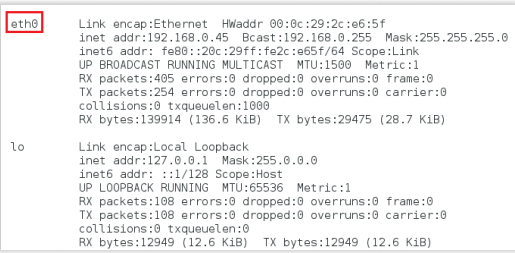 eth0 Link encap:Ethernet HWaddr 00:0c:29:2c:e6:5f
inet addr:192.168.0.45 Bcast:192.168.0.255 Mask:255.255.255.0
inet6 addr: fe80::20c:29ff:fe2c:e65f/64 Scope:Link
UP BROADCAST RUNNING MULTICAST MTU:1500 Metric:1
RX packets:405 errors:0 dropped:0 overruns:0 frame:0
TX packets:254 errors:0 dropped:0 overruns:0 carrier:0
collisions:0 txqueuelen:1000
RX bytes:139914 (136.6 KiB) TX bytes:29475 (28.7 KiB)
lo Link encap:Local Loopback
inet addr:127.0.0.1 Mask:255.0.0.0
inet6 addr: ::1/128 Scope:Host
UP LOOPBACK RUNNING MTU:65536 Metric:1
RX packets:108 errors:0 dropped:0 overruns:0 frame:0
TX packets:108 errors:0 dropped:0 overruns:0 carrier:0
collisions:0 txqueuelen:0
RX bytes:12949 (12.6 KiB) TX bytes:12949 (12.6 KiB)